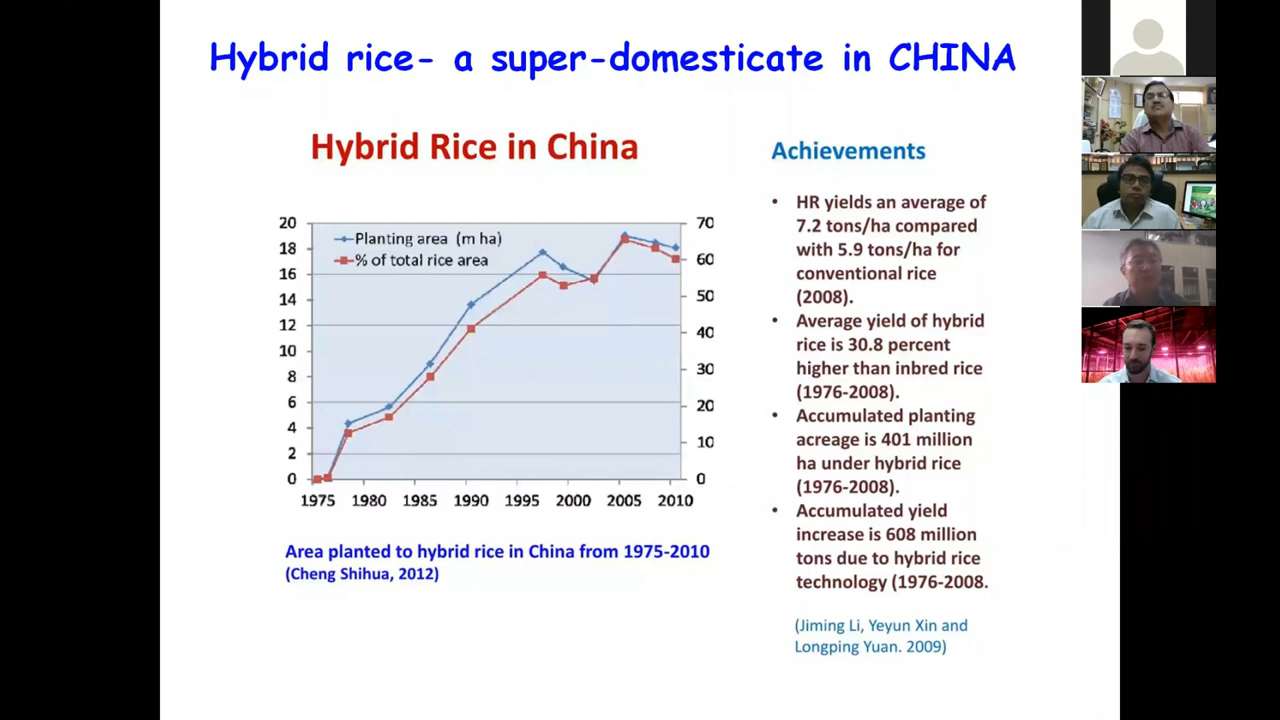 Hybrid rice- a super-domesticate in CHINA
Hybrid Rice in China
20
18
16
14
12
10
8
6
4
2
0
Planting area (m ha)
% of total rice area
70
60
50
40
30
20
10
0
1975 1980 1985 1990 1995 2000 2005 2010
Area planted to hybrid rice in China from 1975-2010
(Cheng Shihua, 2012)
Achievements
• HR yields an average of
7.2 tons/ha compared
with 5.9 tons/ha for
conventional rice
(2008).
• Average yield of hybrid
rice is 30.8 percent
higher than inbred rice
(1976-2008).
• Accumulated planting
acreage is 401 million
ha under hybrid rice
(1976-2008).
• Accumulated yield
increase is 608 million
tons due to hybrid rice
technology (1976-2008.
(Jiming Li, Yeyun Xin and
Longping Yuan. 2009)